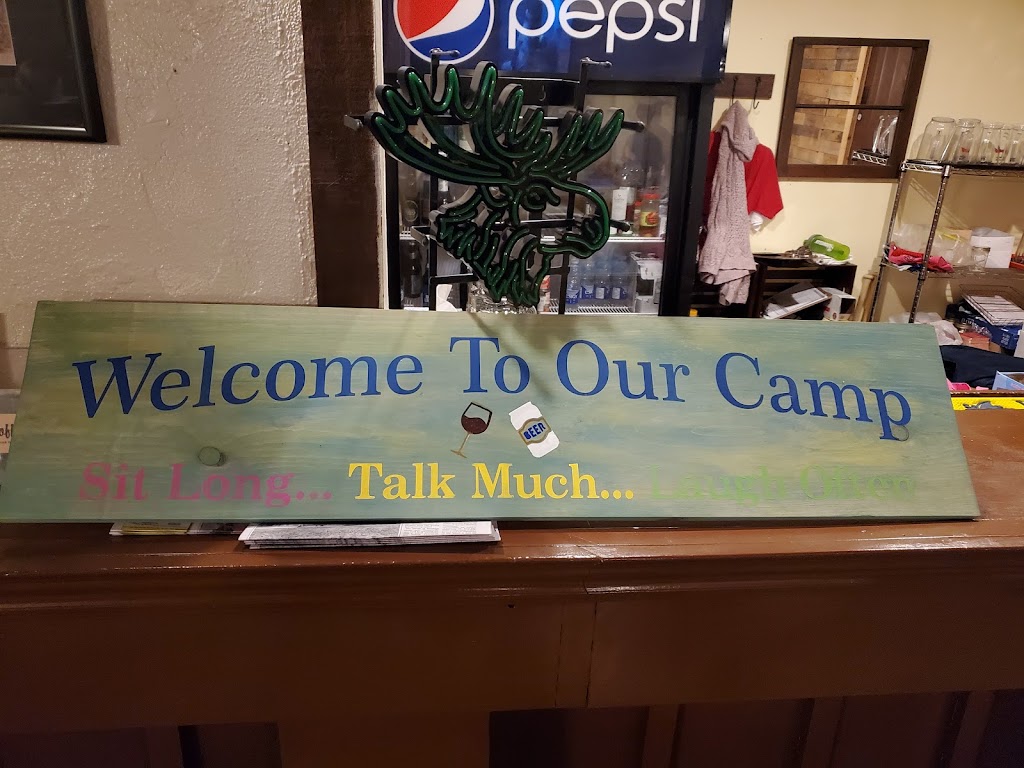 pepsi
Welcome To Our Camp
BEER
Sit Long... Talk Much... Laugh Often